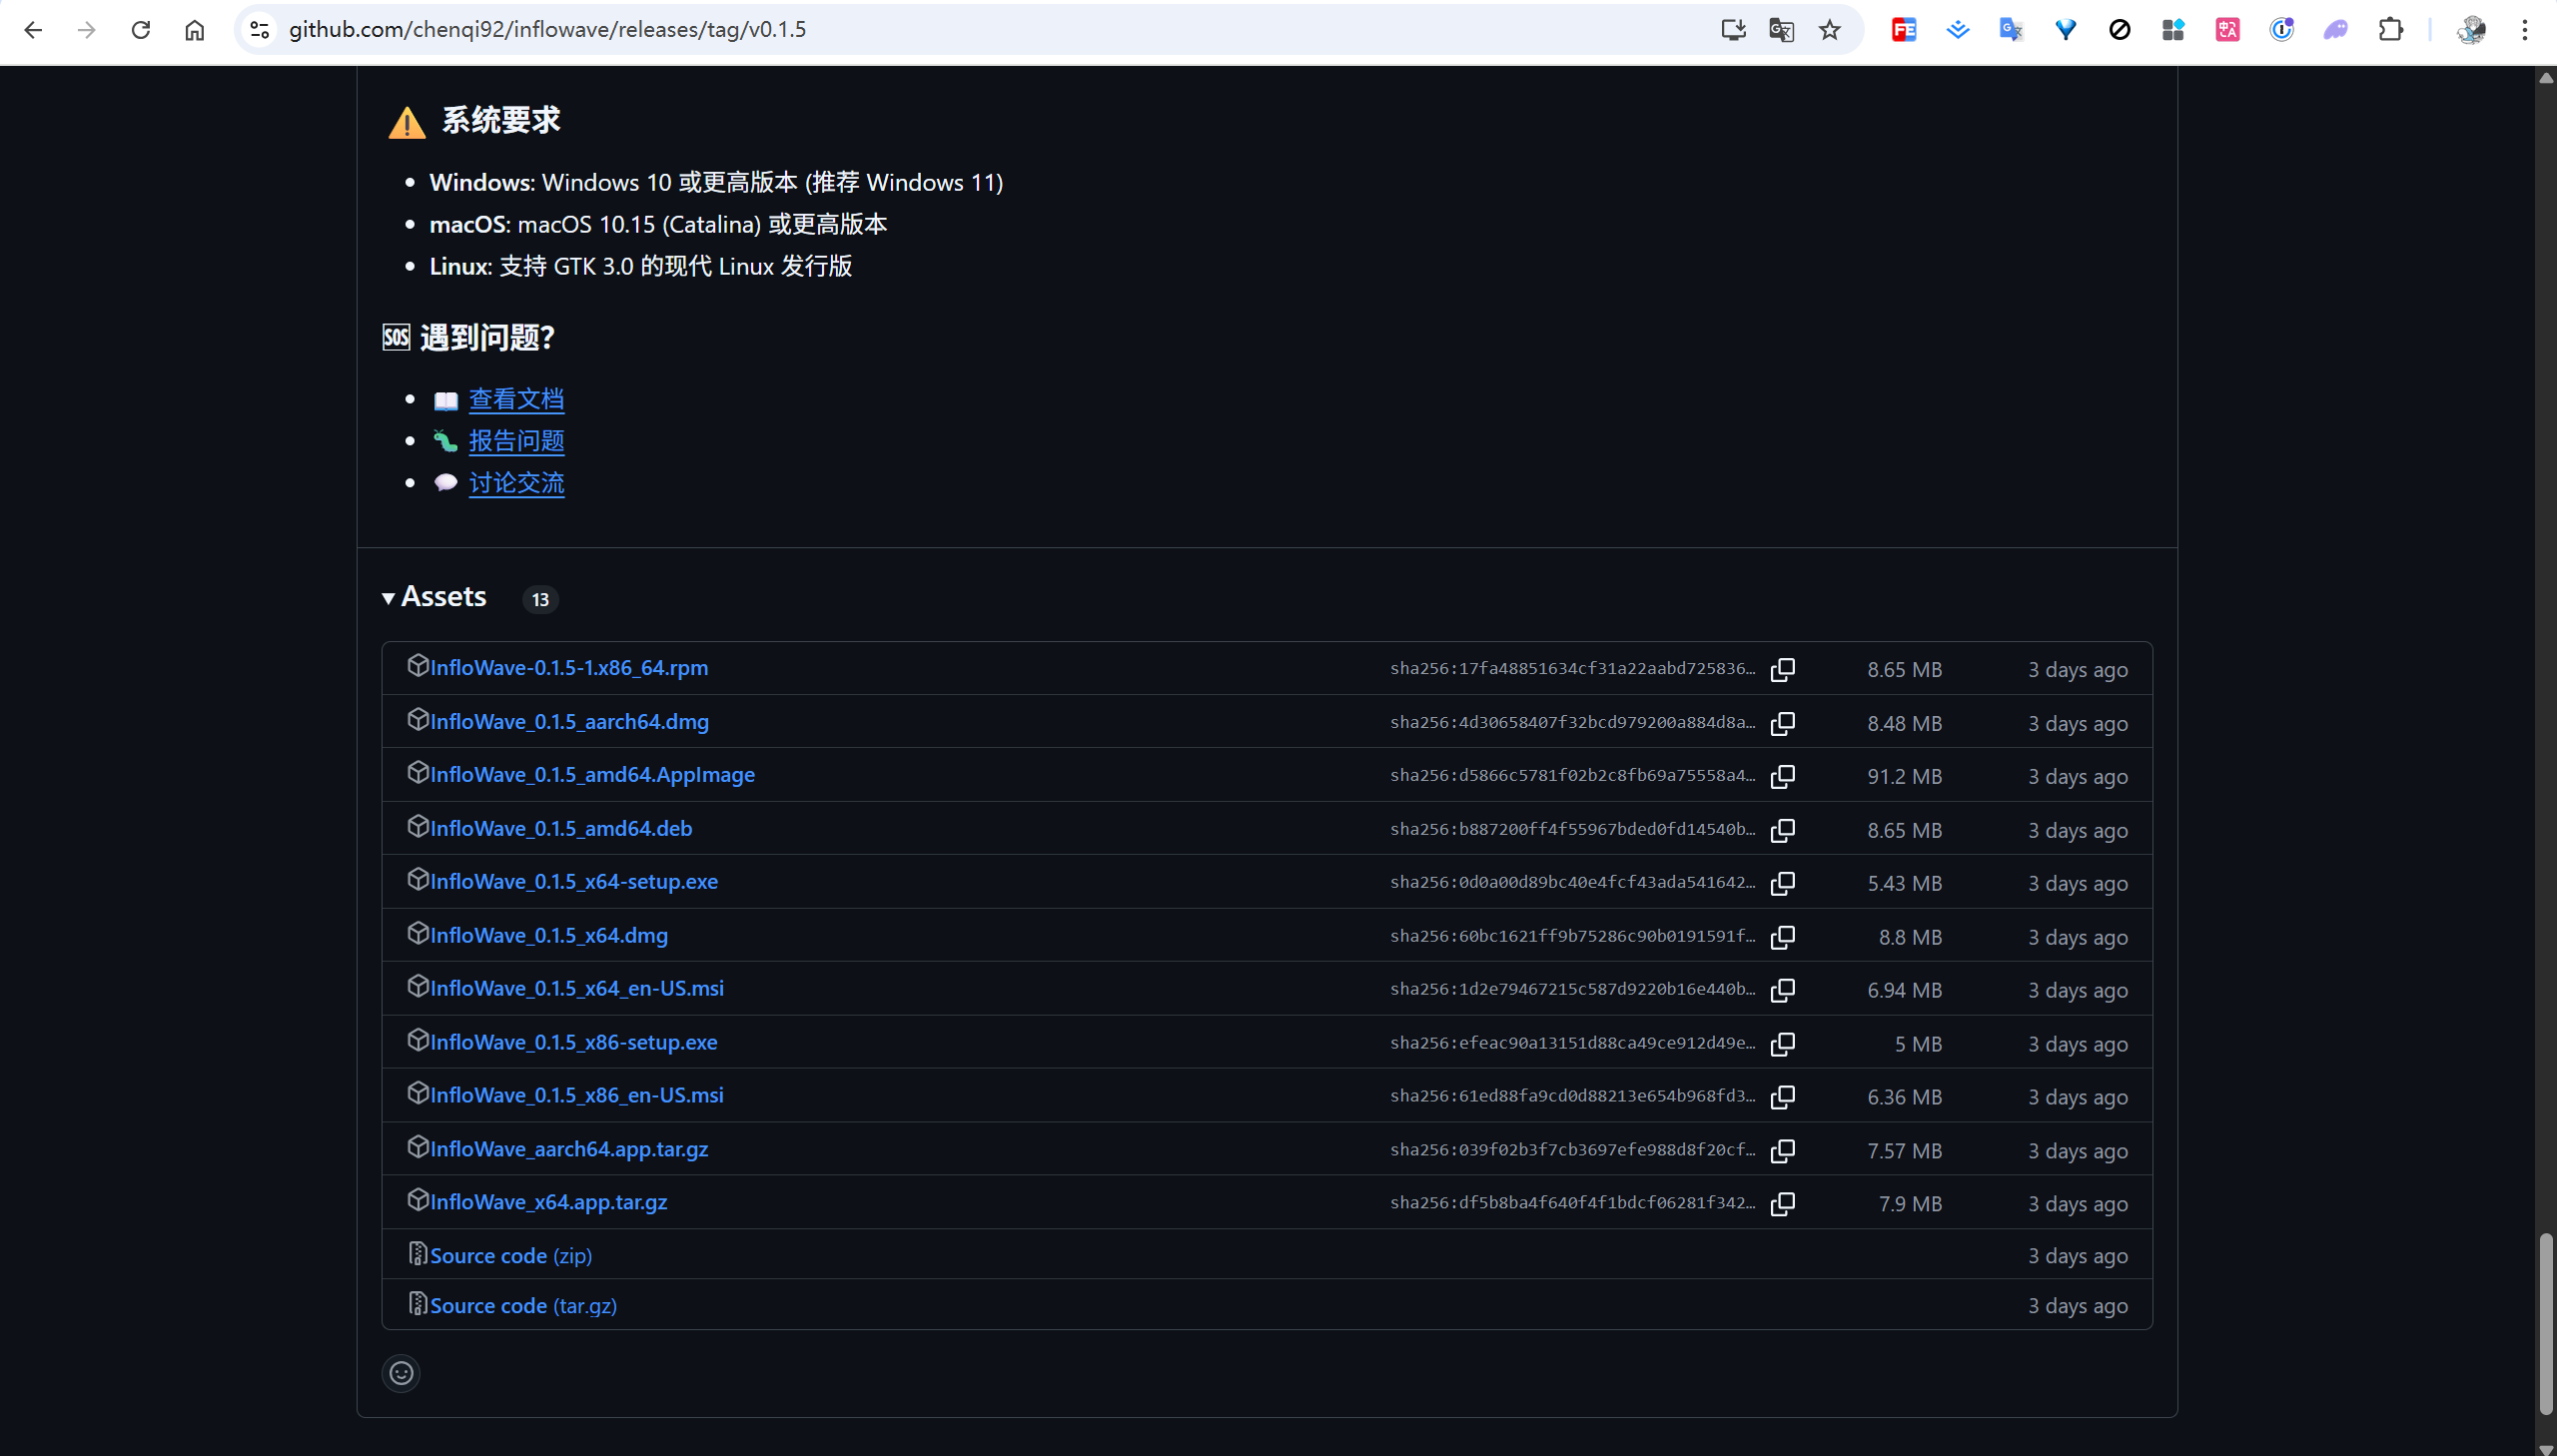 github.com/chenqi92/inflowave/releases/tag/v0.1.5
系统要求
Windows: Windows 10 或更高版本 (推荐 Windows 11)
macOS: macOS 10.15 (Catalina) 或更高版本
Linux: 支持 GTK 3.0 的现代 Linux 发行版
🆘 遇到问题？
查看文档
报告问题
讨论交流
Assets 13
InfloWave-0.1.5-1.x86_64.rpm sha256:17fa48851634cf31a22aabd725836… 8.65 MB 3 days ago
InfloWave_0.1.5_aarch64.dmg sha256:4d30658407f32bcd979200a884d8a… 8.48 MB 3 days ago
InfloWave_0.1.5_amd64.AppImage sha256:d5866c5781f02b2c8fb69a75558a4… 91.2 MB 3 days ago
InfloWave_0.1.5_amd64.deb sha256:b887200ff4f55967bded0fd14540b… 8.65 MB 3 days ago
InfloWave_0.1.5_x64-setup.exe sha256:0d0a00d89bc40e4fcf43ada541642… 5.43 MB 3 days ago
InfloWave_0.1.5_x64.dmg sha256:60bc1621ff9b75286c90b0191591f… 8.8 MB 3 days ago
InfloWave_0.1.5_x64_en-US.msi sha256:1d2e79467215c587d9220b16e440b… 6.94 MB 3 days ago
InfloWave_0.1.5_x86-setup.exe sha256:efeac90a13151d88ca49ce912d49e… 5 MB 3 days ago
InfloWave_0.1.5_x86_en-US.msi sha256:61ed88fa9cd0d88213e654b968fd3… 6.36 MB 3 days ago
InfloWave_aarch64.app.tar.gz sha256:039f02b3f7cb3697efe988d8f20cf… 7.57 MB 3 days ago
InfloWave_x64.app.tar.gz sha256:df5b8ba4f640f4f1bdcf06281f342… 7.9 MB 3 days ago
Source code (zip) 3 days ago
Source code (tar.gz) 3 days ago